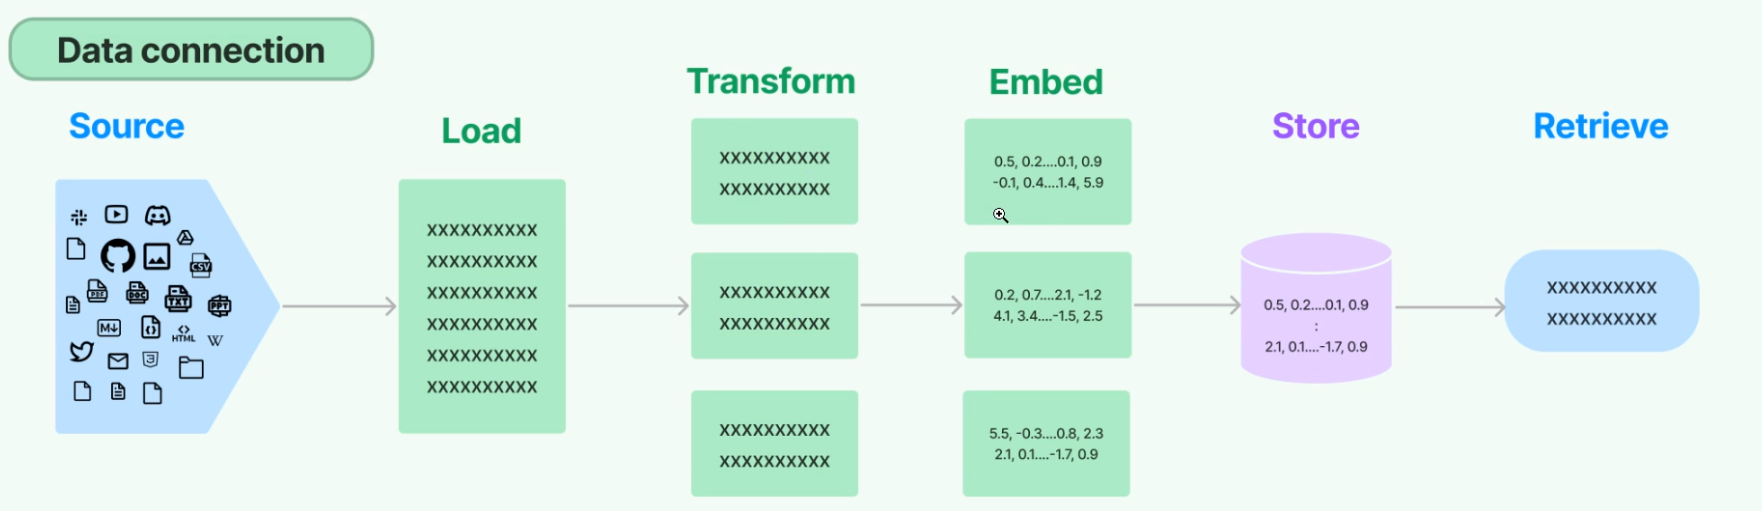 Data connection
Source
Load
Transform
Embed
Store
Retrieve
CSV
PDF
DOC
TXT
PPT
M
HTML
W
3
XXXXXXXXXX
XXXXXXXXXX
XXXXXXXXXX
XXXXXXXXXX
XXXXXXXXXX
XXXXXXXXXX
XXXXXXXXXX
XXXXXXXXXX
XXXXXXXXXX
XXXXXXXXXX
XXXXXXXXXX
XXXXXXXXXX
0.5, 0.2....0.1, 0.9
-0.1, 0.4....1.4, 5.9
0.2, 0.7....2.1, -1.2
4.1, 3.4....-1.5, 2.5
5.5, -0.3....0.8, 2.3
2.1, 0.1....-1.7, 0.9
0.5, 0.2....0.1, 0.9
:
2.1, 0.1....-1.7, 0.9
XXXXXXXXXX
XXXXXXXXXX